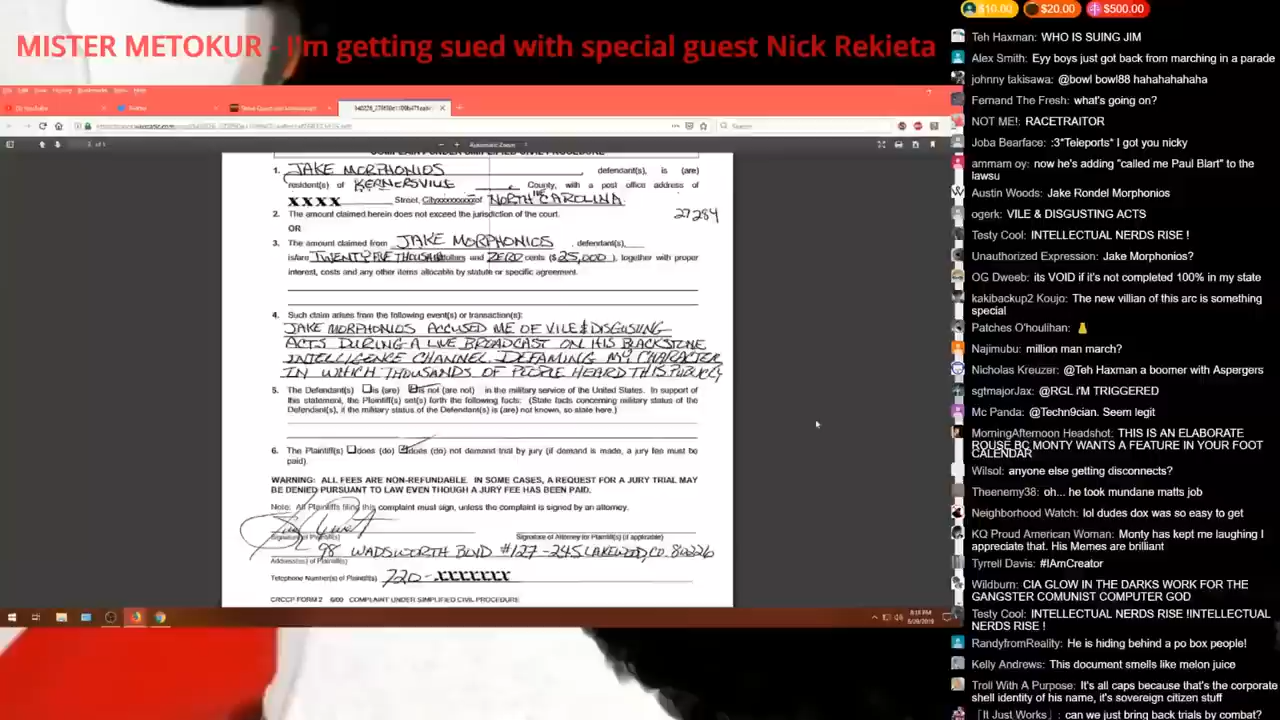 MISTER METOKUR - I'm getting sued with special guest Nick Rekieta
$10.00 $20.00 $500.00
COMPLAINT UNDER SIMPLIFIED CIVIL PROCEDURE
1. JAKE MORPHONIOS defendant(s), is (are)
resident(s) of KERNERSVILLE County, with a post office address of
XXXX Street, City of NORTH CAROLINA 27284
2. The amount claimed herein does not exceed the jurisdiction of the court.
OR
3. The amount claimed from JAKE MORPHONIOS, defendant(s),
is/are TWENTY FIVE THOUSAND dollars and ZERO cents ($ 25,000 ), together with proper
interest, costs and any other items allocable by statute or specific agreement.
4. Such claim arises from the following event(s) or transaction(s):
JAKE MORPHONIOS ACCUSED ME OF VILE & DISGUSTING
ACTS DURING A LIVE BROADCAST ON HIS BLACKSTONE
INTELLIGENCE CHANNEL DEFAMING MY CHARACTER
IN WHICH THOUSANDS OF PEOPLE HEARD THIS PUBLICLY
5. The Defendant(s) is (are) is not (are not) in the military service of the United States. In support of
this statement, the Plaintiff(s) set(s) forth the following facts: (State facts concerning military status of the
Defendant(s), if the military status of the Defendant(s) is (are) not known, so state here.)
6. The Plaintiff(s) does (do) does (do) not demand trial by jury (if demand is made, a jury fee must be
paid).
WARNING: ALL FEES ARE NON-REFUNDABLE. IN SOME CASES, A REQUEST FOR A JURY TRIAL MAY
BE DENIED PURSUANT TO LAW EVEN THOUGH A JURY FEE HAS BEEN PAID.
Note: All Plaintiffs filing this complaint must sign, unless the complaint is signed by an attorney.
Signature of Plaintiff(s) Signature of Attorney for Plaintiff(s) (if applicable)
98 WADSWORTH BLVD #127-245 LAKEWOOD, CO. 80226
Address(es) of Plaintiff(s)
Telephone Number(s) of Plaintiff(s) 720-XXXXXXX
CRCCP FORM 2 6/00 COMPLAINT UNDER SIMPLIFIED CIVIL PROCEDURE
Teh Haxman: WHO IS SUING JIM
Alex Smith: Eyy boys just got back from marching in a parade
johnny takisawa: @bowl bowl88 hahahahahaha
Fernand The Fresh: what's going on?
NOT ME!: RACETRAITOR
Joba Bearface: :3*Teleports* I got you nicky
ammam oy: now he's adding "called me Paul Blart" to the
lawsu
Austin Woods: Jake Rondel Morphonios
ogerk: VILE & DISGUSTING ACTS
Testy Cool: INTELLECTUAL NERDS RISE !
Unauthorized Expression: Jake Morphonios?
OG Dweeb: its VOID if it's not completed 100% in my state
kakibackup2 Koujo: The new villian of this arc is something
special
Patches O'houlihan:
Najimubu: million man march?
Nicholas Kreuzer: @Teh Haxman a boomer with Aspergers
sgtmajorJax: @RGL i'm TRIGGERED
Mc Panda: @Technician. Seem legit
MorningAfternoon Headshot: THIS IS AN ELABORATE
ROUSE BC MONTY WANTS A FEATURE IN YOUR FOOT
CALENDAR
Wilsol: anyone else getting disconnects?
Theenemy38: oh... he took mundane matts job
Neighborhood Watch: lol dudes dox was so easy to get
KQ Proud American Woman: Monty has kept me laughing I
appreciate that. His Memes are brilliant
Tyrrell Davis: #IAmCreator
Wildburn: CIA GLOW IN THE DARKS WORK FOR THE
GANGSTER COMUNIST COMPITER GOD
Testy Cool: INTELLECTUAL NERDS RISE !INTELLECTUAL
NERDS RISE !
RandyfromReality: He is hiding behind a po box people!
Kelly Andrews: This document smells like melon juice
Troll With A Purpose: It's all caps because that's the corporate
shell identity of his name, it's sovereign citizen stuff
「It Just Works」: can we just bring back trials by combat?